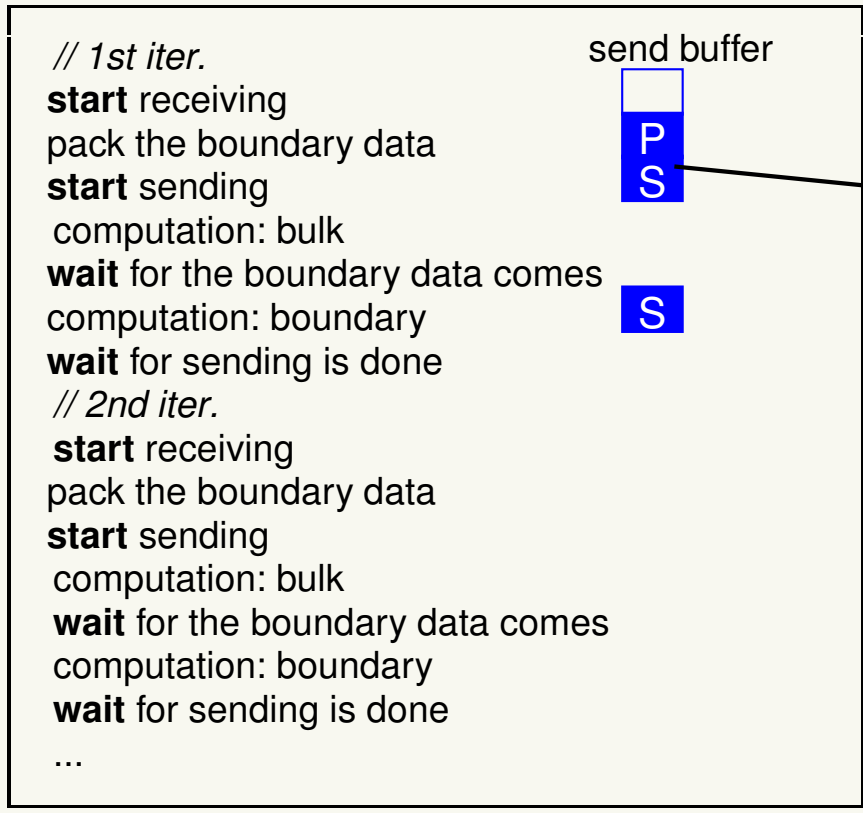 // 1st iter.
send buffer
start receiving
pack the boundary data
P
start sending
S
computation: bulk
wait for the boundary data comes
computation: boundary
S
wait for sending is done
// 2nd iter.
start receiving
pack the boundary data
start sending
computation: bulk
wait for the boundary data comes
computation: boundary
wait for sending is done
...